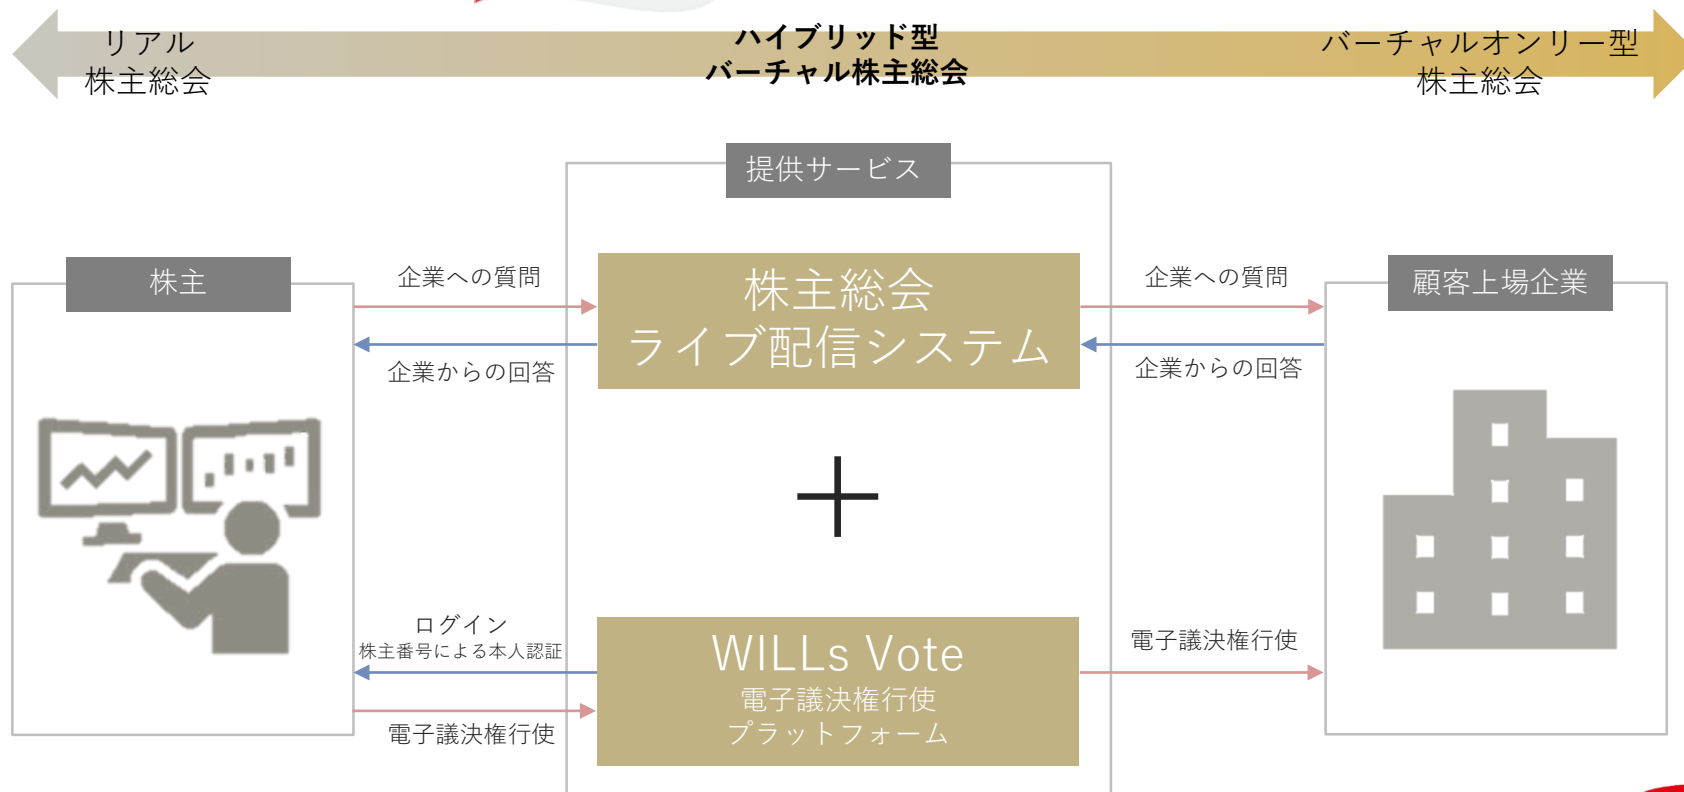 リアル
株主総会
ハイブリッド型
バーチャル株主総会
バーチャルオンリー型
株主総会
提供サービス
株主
顧客上場企業
企業への質問
株主総会
ライブ配信システム
企業への質問
企業からの回答
企業からの回答
ログイン
株主番号による本人認証
電子議決権行使
WILLs Vote
電子議決権行使
プラットフォーム
電子議決権行使